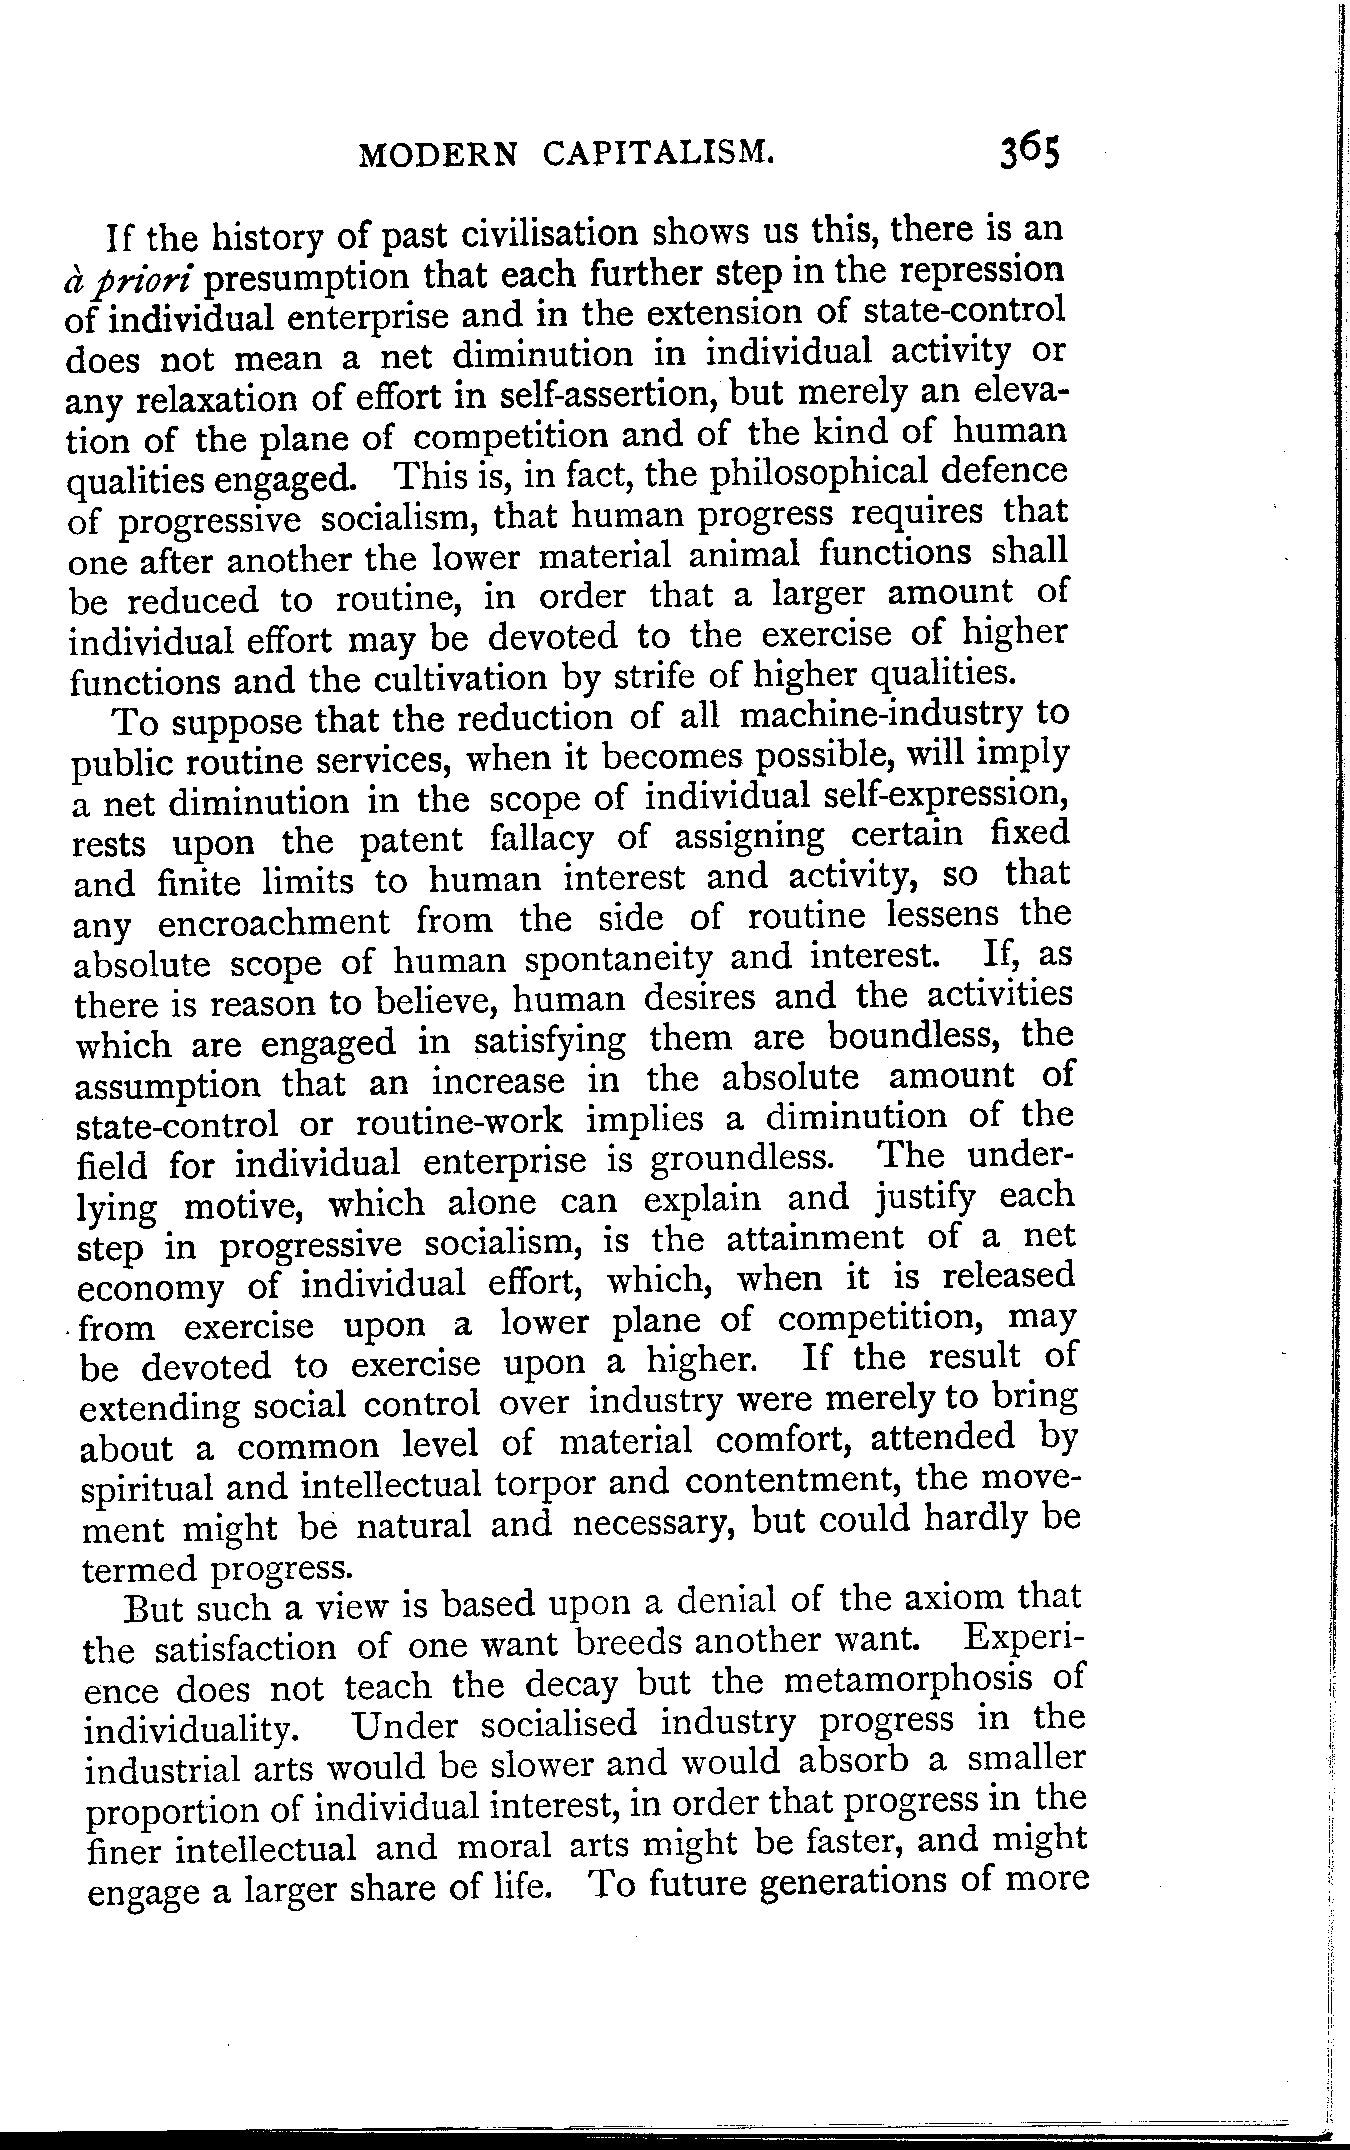 MODERN CAPITALISM. 365
If the history of past civilisation shows us this, there is an
à priori presumption that each further step in the repression
of individual enterprise and in the extension of state-control
does not mean a net diminution in individual activity or
any relaxation of effort in self-assertion, but merely an eleva-
tion of the plane of competition and of the kind of human
qualities engaged. This is, in fact, the philosophical defence
of progressive socialism, that human progress requires that
one after another the lower material animal functions shall
be reduced to routine, in order that a larger amount of
individual effort may be devoted to the exercise of higher
functions and the cultivation by strife of higher qualities.
To suppose that the reduction of all machine-industry to
public routine services, when it becomes possible, will imply
a net diminution in the scope of individual self-expression,
rests upon the patent fallacy of assigning certain fixed
and finite limits to human interest and activity, so that
any encroachment from the side of routine lessens the
absolute scope of human spontaneity and interest. If, as
there is reason to believe, human desires and the activities
which are engaged in satisfying them are boundless, the
assumption that an increase in the absolute amount of
state-control or routine-work implies a diminution of the
field for individual enterprise is groundless. The under-
lying motive, which alone can explain and justify each
step in progressive socialism, is the attainment of a net
economy of individual effort, which, when it is released
from exercise upon a lower plane of competition, may
be devoted to exercise upon a higher. If the result of
extending social control over industry were merely to bring
about a common level of material comfort, attended by
spiritual and intellectual torpor and contentment, the move-
ment might be natural and necessary, but could hardly be
termed progress.
But such a view is based upon a denial of the axiom that
the satisfaction of one want breeds another want. Experi-
ence does not teach the decay but the metamorphosis of
individuality. Under socialised industry progress in the
industrial arts would be slower and would absorb a smaller
proportion of individual interest, in order that progress in the
finer intellectual and moral arts might be faster, and might
engage a larger share of life. To future generations of more